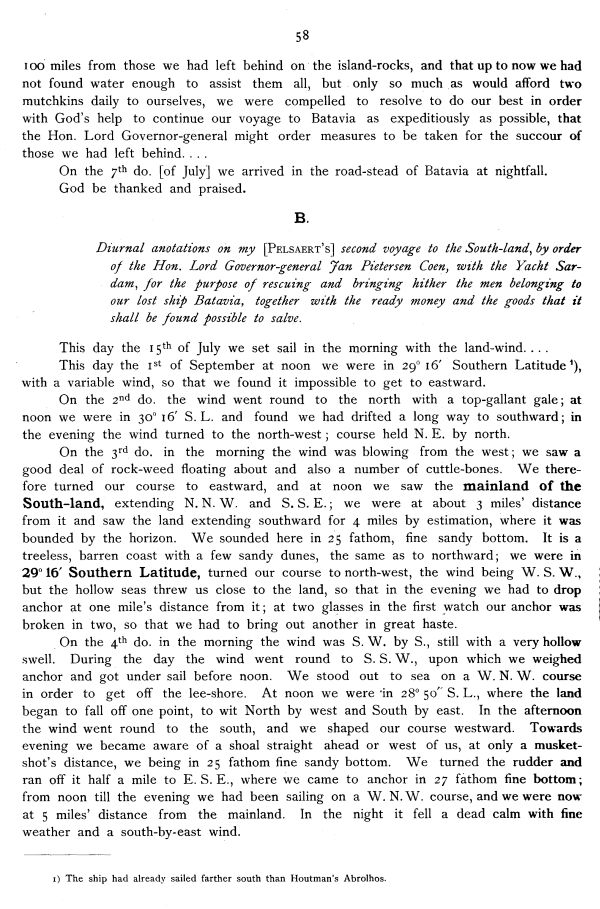 58
100 miles from those we had left behind on the island-rocks, and that up to now we had
not found water enough to assist them all, but only so much as would afford two
mutchkins daily to ourselves, we were compelled to resolve to do our best in order
with God's help to continue our voyage to Batavia as expeditiously as possible, that
the Hon. Lord Governor-general might order measures to be taken for the succour of
those we had left behind. . . .
On the 7th do. [of July] we arrived in the road-stead of Batavia at nightfall.
God be thanked and praised.
B.
Diurnal anotations on my [PELSAERT'S] second voyage to the South-land, by order
of the Hon. Lord Governor-general Jan Pietersen Coen, with the Yacht Sar-
dam, for the purpose of rescuing and bringing hither the men belonging to
our lost ship Batavia, together with the ready money and the goods that it
shall be found possible to salve.
This day the 15th of July we set sail in the morning with the land-wind. . . .
This day the 1st of September at noon we were in 29° 16′ Southern Latitude 1),
with a variable wind, so that we found it impossible to get to eastward.
On the 2nd do. the wind went round to the north with a top-gallant gale; at
noon we were in 30° 16′ S. L. and found we had drifted a long way to southward; in
the evening the wind turned to the north-west; course held N. E. by north.
On the 3rd do. in the morning the wind was blowing from the west; we saw a
good deal of rock-weed floating about and also a number of cuttle-bones. We there-
fore turned our course to eastward, and at noon we saw the mainland of the
South-land, extending N. N. W. and S. S. E.; we were at about 3 miles' distance
from it and saw the land extending southward for 4 miles by estimation, where it was
bounded by the horizon. We sounded here in 25 fathom, fine sandy bottom. It is a
treeless, barren coast with a few sandy dunes, the same as to northward; we were in
29° 16′ Southern Latitude, turned our course to north-west, the wind being W. S. W.,
but the hollow seas threw us close to the land, so that in the evening we had to drop
anchor at one mile's distance from it; at two glasses in the first watch our anchor was
broken in two, so that we had to bring out another in great haste.
On the 4th do. in the morning the wind was S. W. by S., still with a very hollow
swell. During the day the wind went round to S. S. W., upon which we weighed
anchor and got under sail before noon. We stood out to sea on a W. N. W. course
in order to get off the lee-shore. At noon we were in 28° 50″ S. L., where the land
began to fall off one point, to wit North by west and South by east. In the afternoon
the wind went round to the south, and we shaped our course westward. Towards
evening we became aware of a shoal straight ahead or west of us, at only a musket-
shot's distance, we being in 25 fathom fine sandy bottom. We turned the rudder and
ran off it half a mile to E. S. E., where we came to anchor in 27 fathom fine bottom;
from noon till the evening we had been sailing on a W. N. W. course, and we were now
at 5 miles' distance from the mainland. In the night it fell a dead calm with fine
weather and a south-by-east wind.
1) The ship had already sailed farther south than Houtman's Abrolhos.